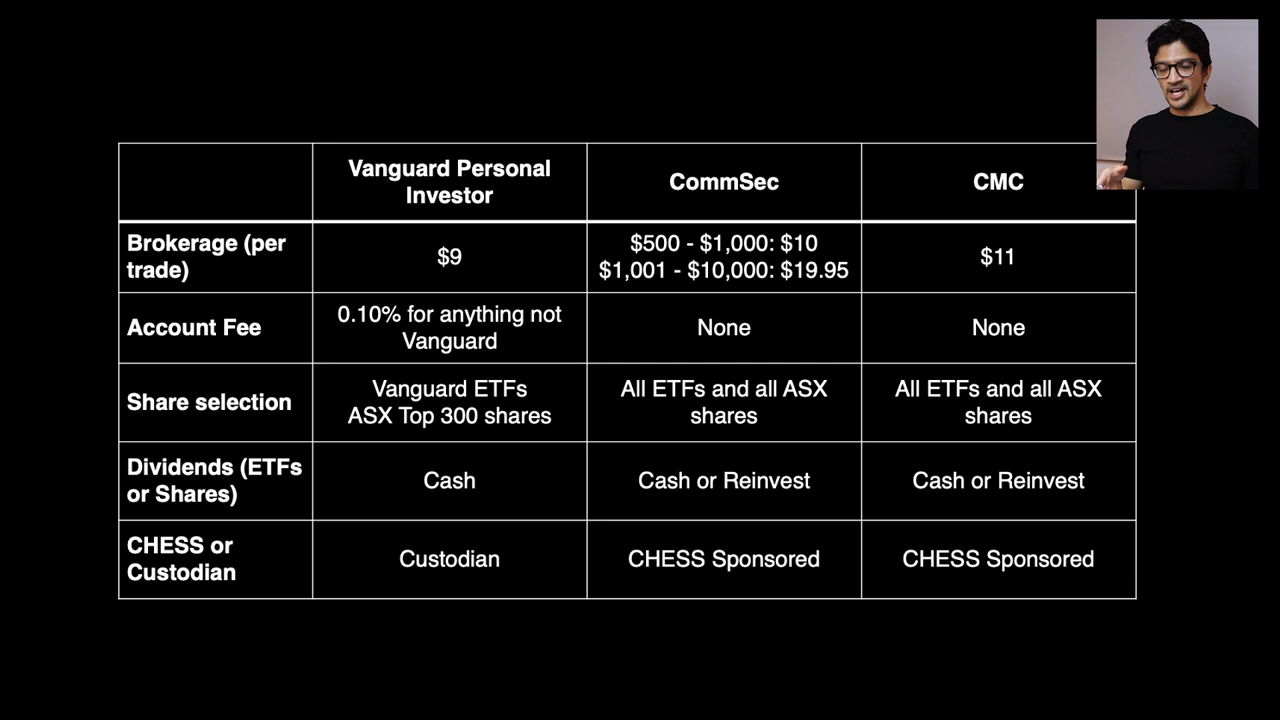 Vanguard Personal
Investor
CommSec
CMC
Brokerage (per
trade)
$9
$500 - $1,000: $10
$1,001 - $10,000: $19.95
$11
Account Fee
0.10% for anything not
Vanguard
None
None
Share selection
Vanguard ETFs
ASX Top 300 shares
All ETFs and all ASX
shares
All ETFs and all ASX
shares
Dividends (ETFs
or Shares)
Cash
Cash or Reinvest
Cash or Reinvest
CHESS or
Custodian
Custodian
CHESS Sponsored
CHESS Sponsored